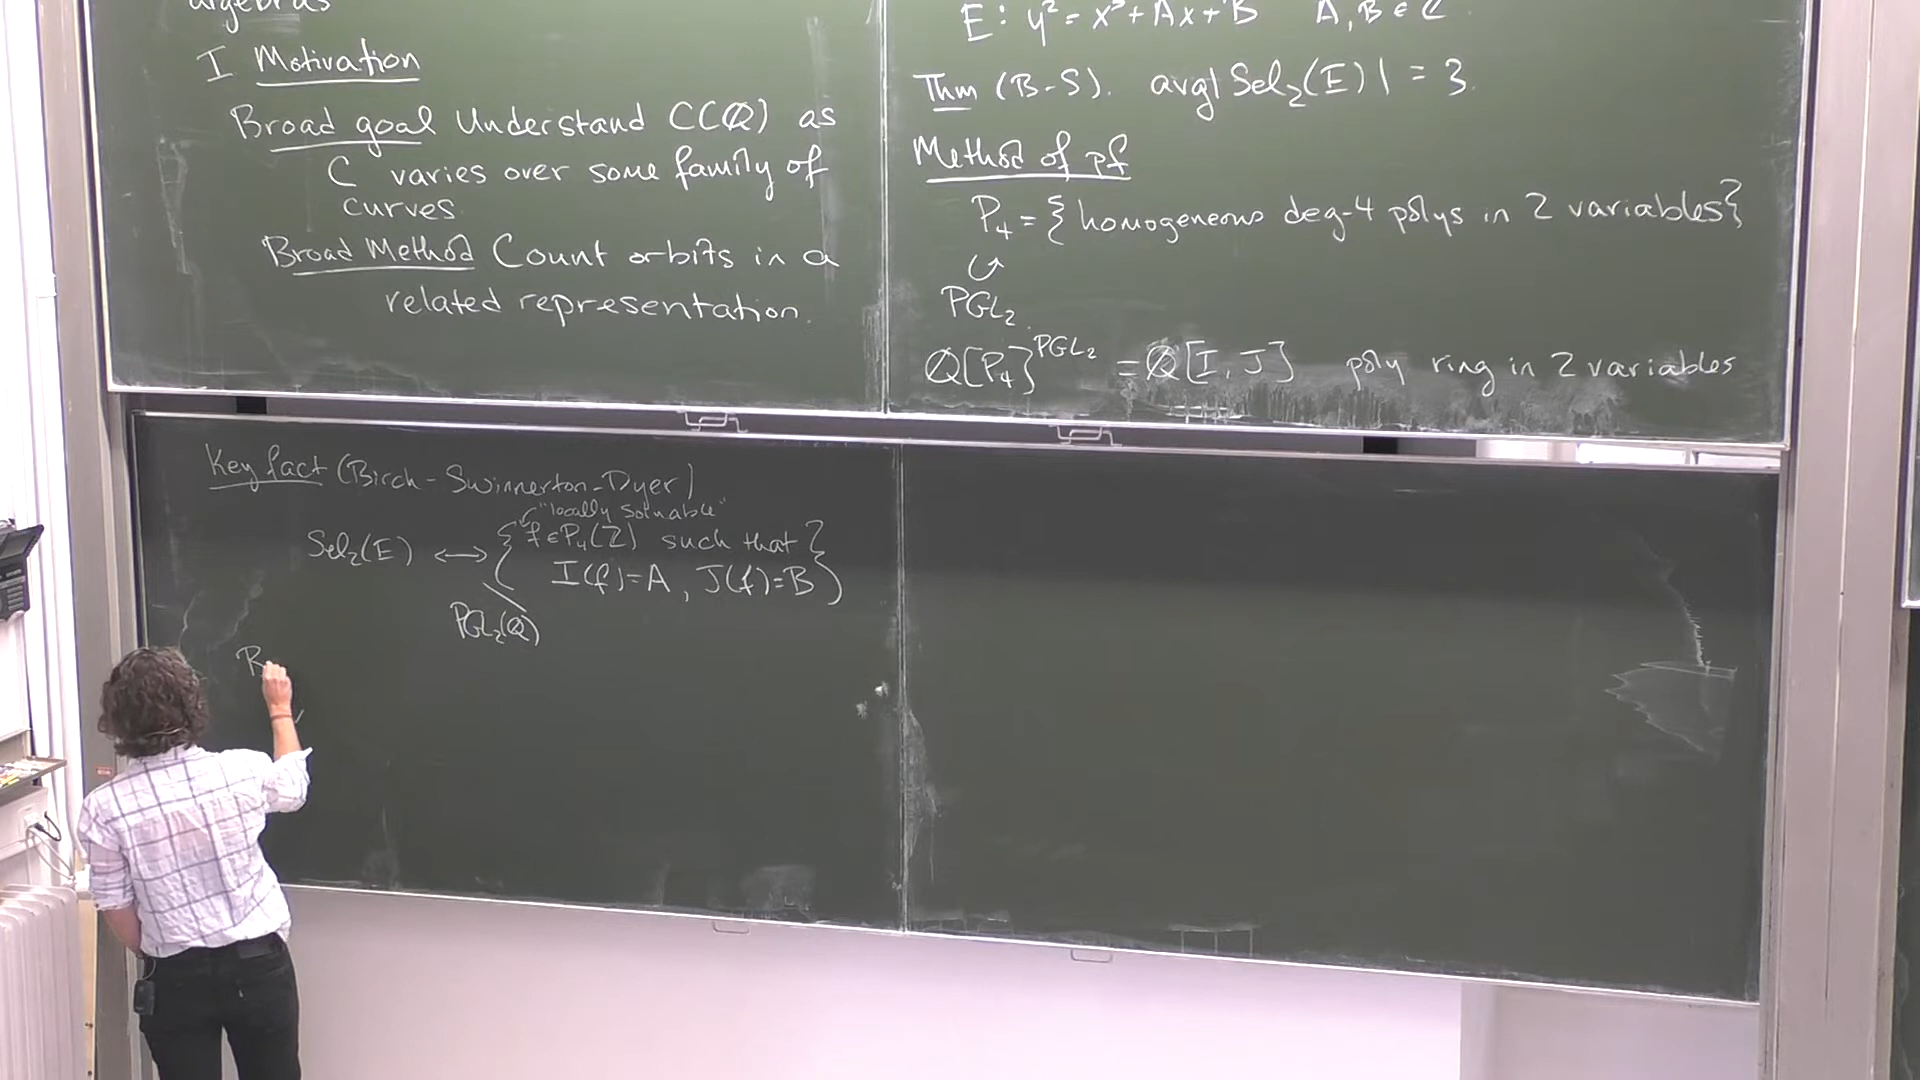 algebras
I Motivation
Broad goal Understand C(Q) as
C varies over some family of
curves.
Broad Method Count orbits in a
related representation.
E: y² = x³ + Ax + B A, B ∈ Z
Thm (B-S). avg|Sel₂(E)| = 3.
Method of pf
P₄ = { homogeneous deg-4 polys in 2 variables }
↻
PGL₂
Q[P₄]^PGL₂ = Q[I, J] poly ring in 2 variables
Key fact (Birch-Swinnerton-Dyer)
"locally soluable"
Sel₂(E) ↔ { f ∈ P₄(Z) such that
I(f)=A, J(f)=B }
PGL₂(Q) \
R